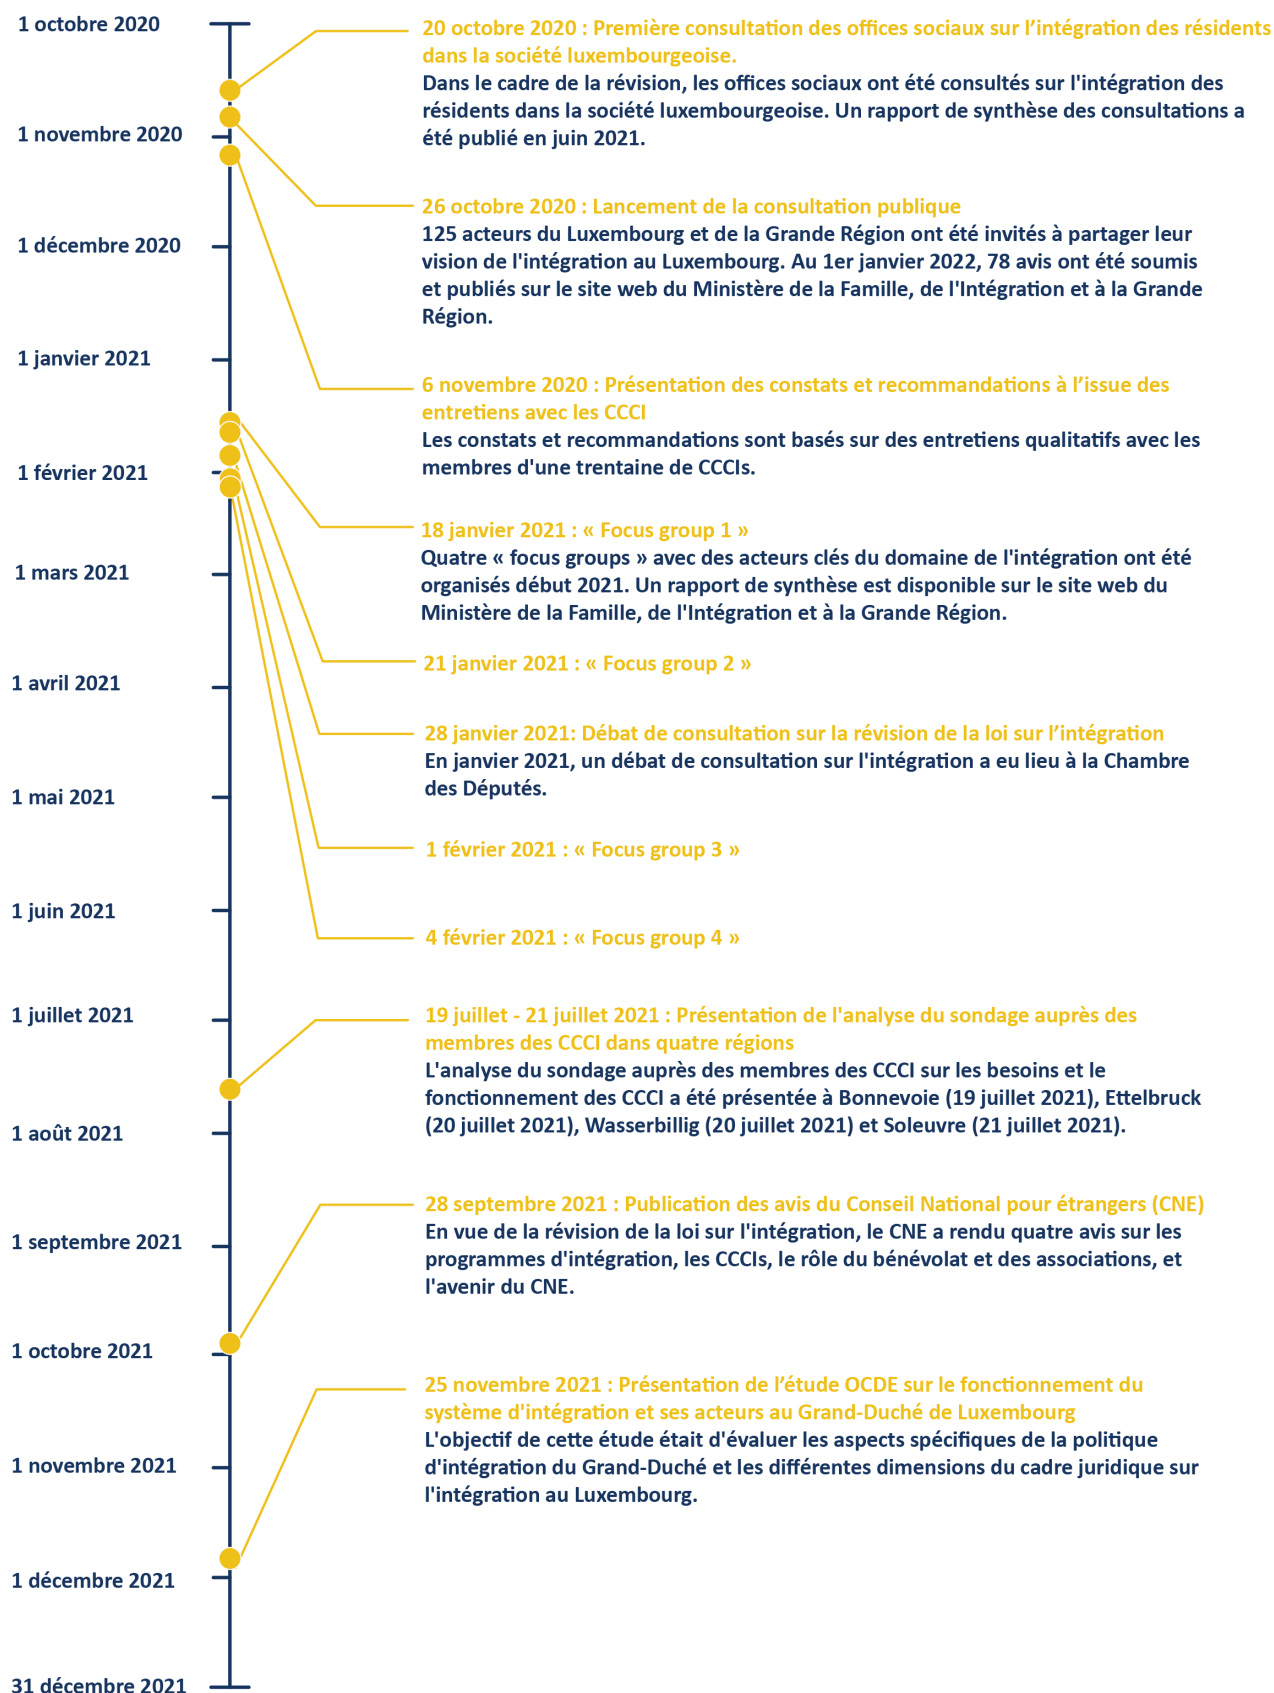 1 octobre 2020
1 novembre 2020
1 décembre 2020
1 janvier 2021
1 février 2021
1 mars 2021
1 avril 2021
1 mai 2021
1 juin 2021
1 juillet 2021
1 août 2021
1 septembre 2021
1 octobre 2021
1 novembre 2021
1 décembre 2021
31 décembre 2021
20 octobre 2020 : Première consultation des offices sociaux sur l’intégration des résidents
dans la société luxembourgeoise.
Dans le cadre de la révision, les offices sociaux ont été consultés sur l'intégration des
résidents dans la société luxembourgeoise. Un rapport de synthèse des consultations a
été publié en juin 2021.
26 octobre 2020 : Lancement de la consultation publique
125 acteurs du Luxembourg et de la Grande Région ont été invités à partager leur
vision de l'intégration au Luxembourg. Au 1er janvier 2022, 78 avis ont été soumis
et publiés sur le site web du Ministère de la Famille, de l'Intégration et à la Grande
Région.
6 novembre 2020 : Présentation des constats et recommandations à l’issue des
entretiens avec les CCCI
Les constats et recommandations sont basés sur des entretiens qualitatifs avec les
membres d'une trentaine de CCCIs.
18 janvier 2021 : « Focus group 1 »
Quatre « focus groups » avec des acteurs clés du domaine de l'intégration ont été
organisés début 2021. Un rapport de synthèse est disponible sur le site web du
Ministère de la Famille, de l'Intégration et à la Grande Région.
21 janvier 2021 : « Focus group 2 »
28 janvier 2021: Débat de consultation sur la révision de la loi sur l’intégration
En janvier 2021, un débat de consultation sur l'intégration a eu lieu à la Chambre
des Députés.
1 février 2021 : « Focus group 3 »
4 février 2021 : « Focus group 4 »
19 juillet - 21 juillet 2021 : Présentation de l'analyse du sondage auprès des
membres des CCCI dans quatre régions
L'analyse du sondage auprès des membres des CCCI sur les besoins et le
fonctionnement des CCCI a été présentée à Bonnevoie (19 juillet 2021), Ettelbruck
(20 juillet 2021), Wasserbillig (20 juillet 2021) et Soleuvre (21 juillet 2021).
28 septembre 2021 : Publication des avis du Conseil National pour étrangers (CNE)
En vue de la révision de la loi sur l'intégration, le CNE a rendu quatre avis sur les
programmes d'intégration, les CCCIs, le rôle du bénévolat et des associations, et
l'avenir du CNE.
25 novembre 2021 : Présentation de l’étude OCDE sur le fonctionnement du
système d'intégration et ses acteurs au Grand-Duché de Luxembourg
L'objectif de cette étude était d'évaluer les aspects spécifiques de la politique
d'intégration du Grand-Duché et les différentes dimensions du cadre juridique sur
l'intégration au Luxembourg.